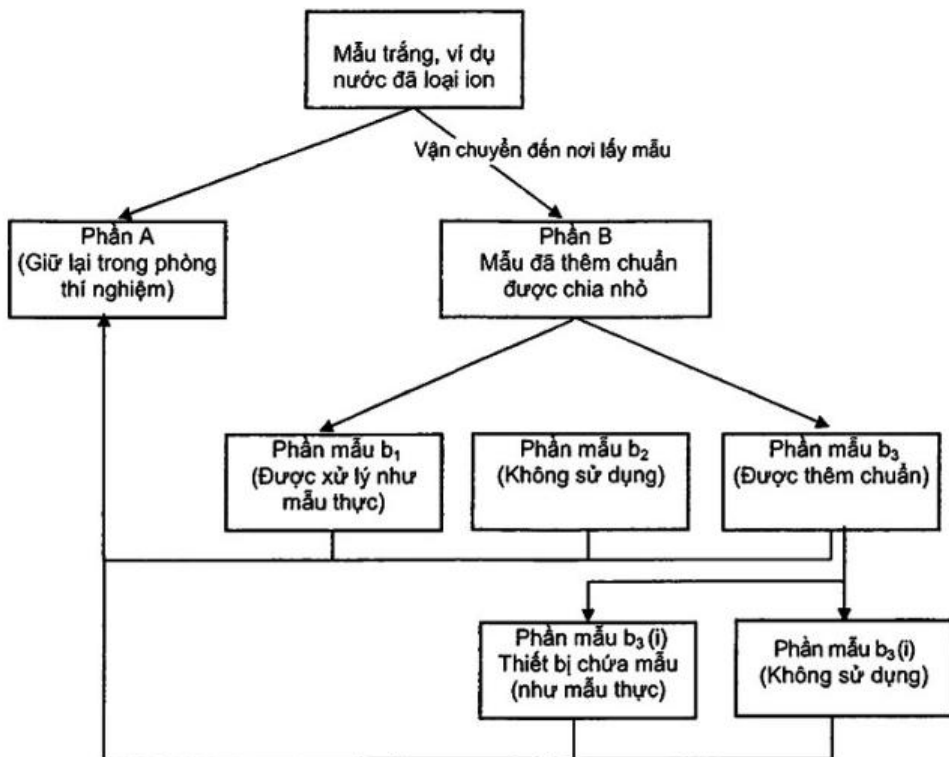 Mẫu trắng, ví dụ
nước đã loại ion
Vận chuyển đến nơi lấy mẫu
Phần A
(Giữ lại trong phòng
thí nghiệm)
Phần B
Mẫu đã thêm chuẩn
được chia nhỏ
Phần mẫu b₁
(Được xử lý như
mẫu thực)
Phần mẫu b₂
(Không sử dụng)
Phần mẫu b₃
(Được thêm chuẩn)
Phần mẫu b₃(i)
Thiết bị chứa mẫu
(như mẫu thực)
Phần mẫu b₃(i)
(Không sử dụng)